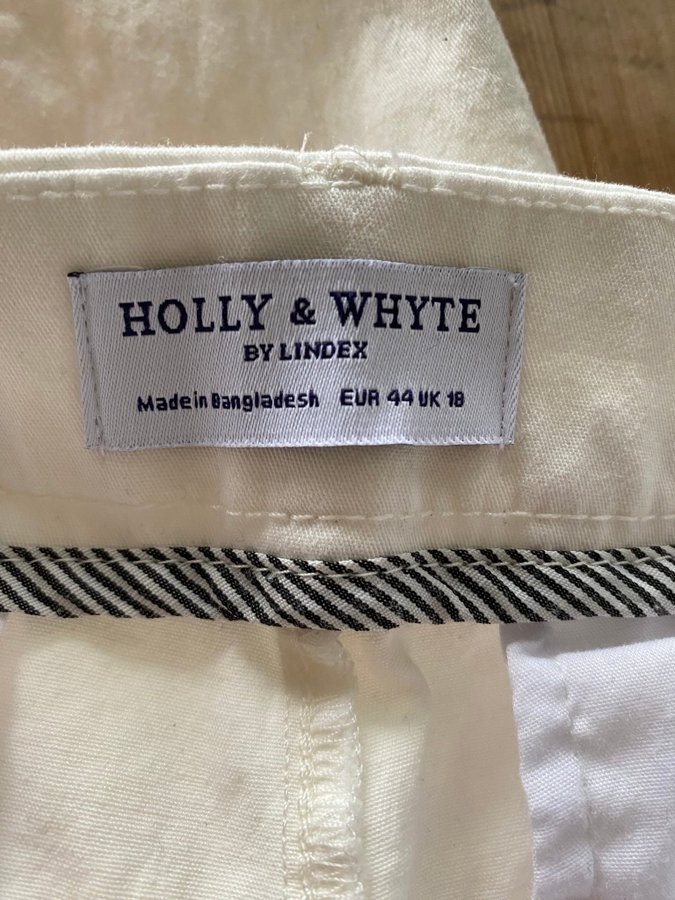 HOLLY & WHYTE
BY LINDEX
Made in Bangladesh EUR 44 UK 18